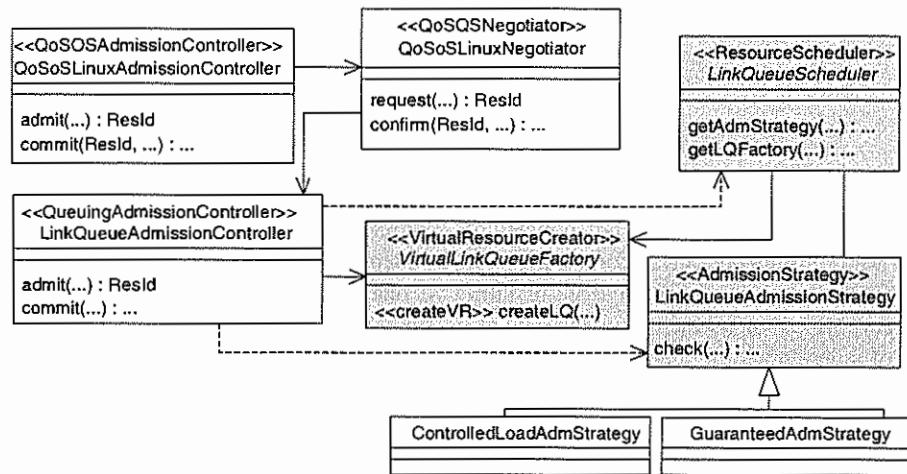 <<QoSOSAdmissionController>>
QoSoSLinuxAdmissionController
admit(...) : ResId
commit(ResId, ...) : ...
<<QoSQSNegotiator>>
QoSoSLinuxNegotiator
request(...) : ResId
confirm(ResId, ...) : ...
<<ResourceScheduler>>
LinkQueueScheduler
getAdmStrategy(...) : ...
getLQFactory(...) : ...
<<QueuingAdmissionController>>
LinkQueueAdmissionController
admit(...) : ResId
commit(...) : ...
<<VirtualResourceCreator>>
VirtualLinkQueueFactory
<<createVR>> createLQ(...)
<<AdmissionStrategy>>
LinkQueueAdmissionStrategy
check(...) : ...
ControlledLoadAdmStrategy
GuaranteedAdmStrategy